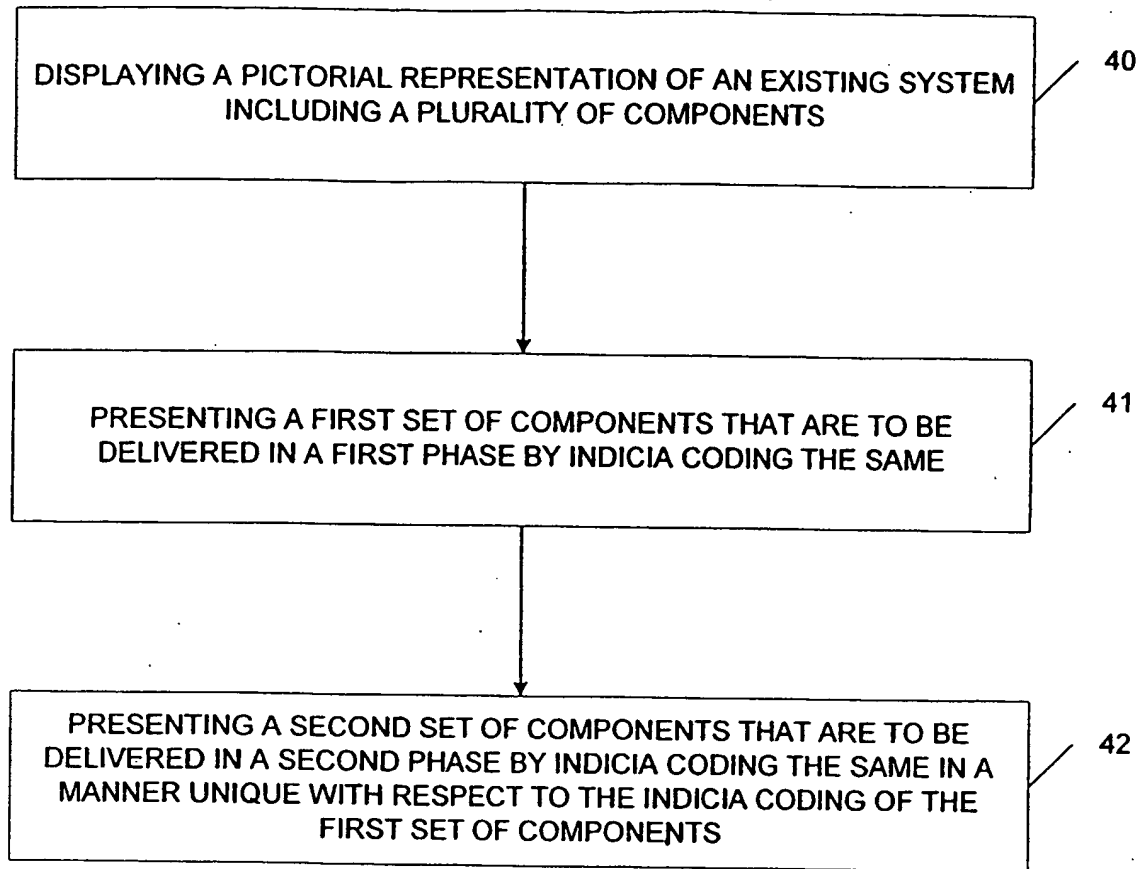 DISPLAYING A PICTORIAL REPRESENTATION OF AN EXISTING SYSTEM
INCLUDING A PLURALITY OF COMPONENTS
40
PRESENTING A FIRST SET OF COMPONENTS THAT ARE TO BE
DELIVERED IN A FIRST PHASE BY INDICIA CODING THE SAME
41
PRESENTING A SECOND SET OF COMPONENTS THAT ARE TO BE
DELIVERED IN A SECOND PHASE BY INDICIA CODING THE SAME IN A
MANNER UNIQUE WITH RESPECT TO THE INDICIA CODING OF THE
FIRST SET OF COMPONENTS
42